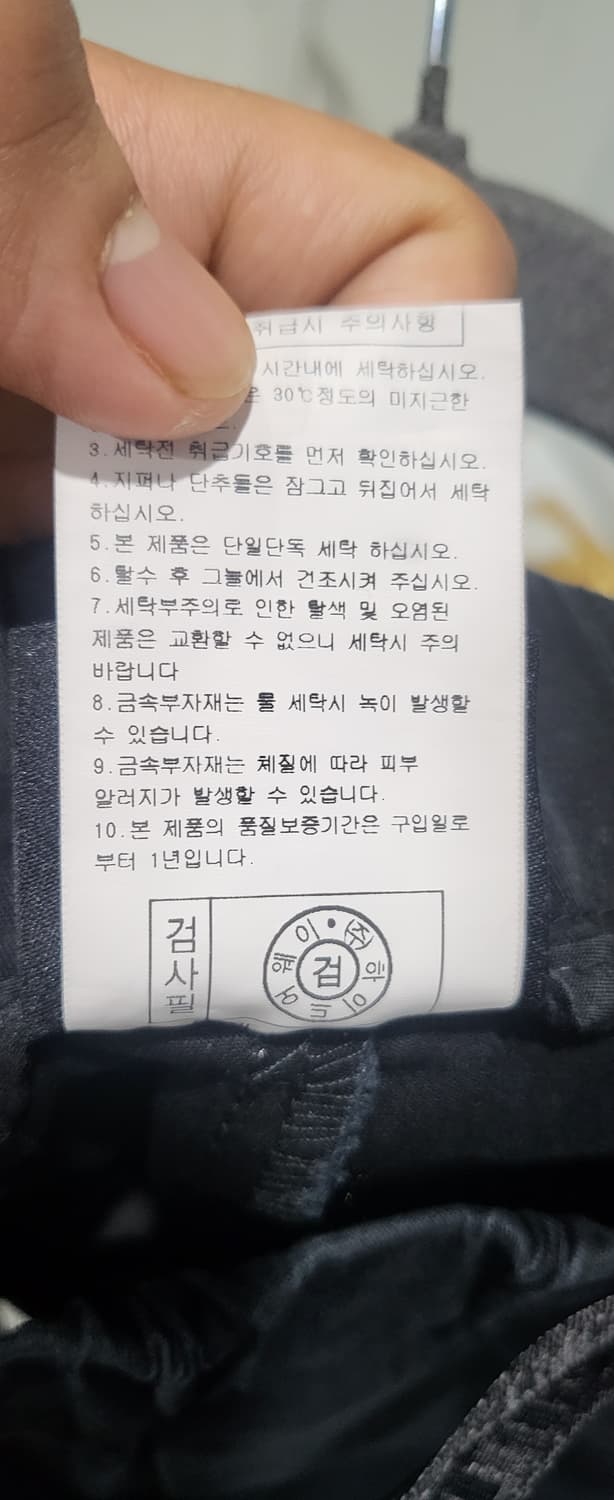 취급시 주의사항
시간내에 세탁하십시오.
30℃정도의 미지근한
3.세탁전 취급기호를 먼저 확인하십시오.
4.지퍼나 단추들은 잠그고 뒤집어서 세탁
하십시오.
5.본 제품은 단일단독 세탁 하십시오.
6.탈수 후 그늘에서 건조시켜 주십시오.
7.세탁부주의로 인한 탈색 및 오염된
제품은 교환할 수 없으니 세탁시 주의
바랍니다
8.금속부자재는 물 세탁시 녹이 발생할
수 있습니다.
9.금속부자재는 체질에 따라 피부
알러지가 발생할 수 있습니다.
10.본 제품의 품질보증기간은 구입일로
부터 1년입니다.
검사필
검